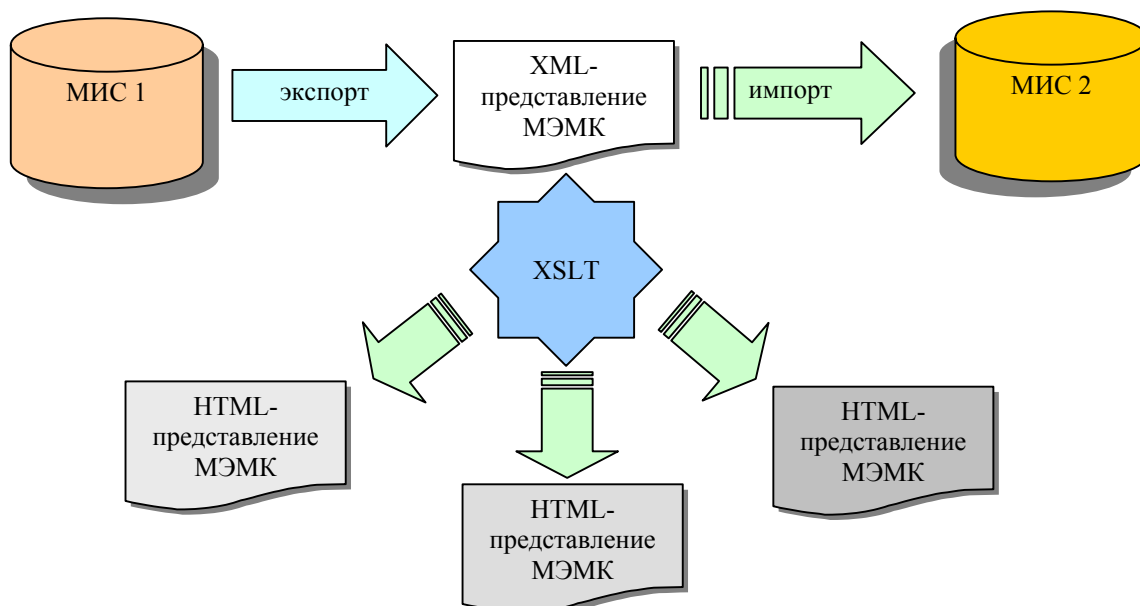 МИС 1
экспорт
XML-
представление
МЭМК
импорт
МИС 2
XSLT
HTML-
представление
МЭМК
HTML-
представление
МЭМК
HTML-
представление
МЭМК